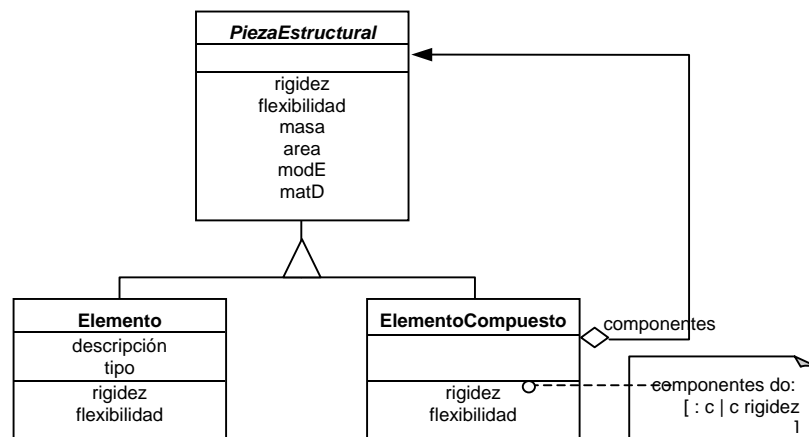 PiezaEstructural
rigidez
flexibilidad
masa
area
modE
matD
Elemento
descripción
tipo
rigidez
flexibilidad
ElementoCompuesto
rigidez
flexibilidad
componentes
componentes do:
[ : c | c rigidez
]